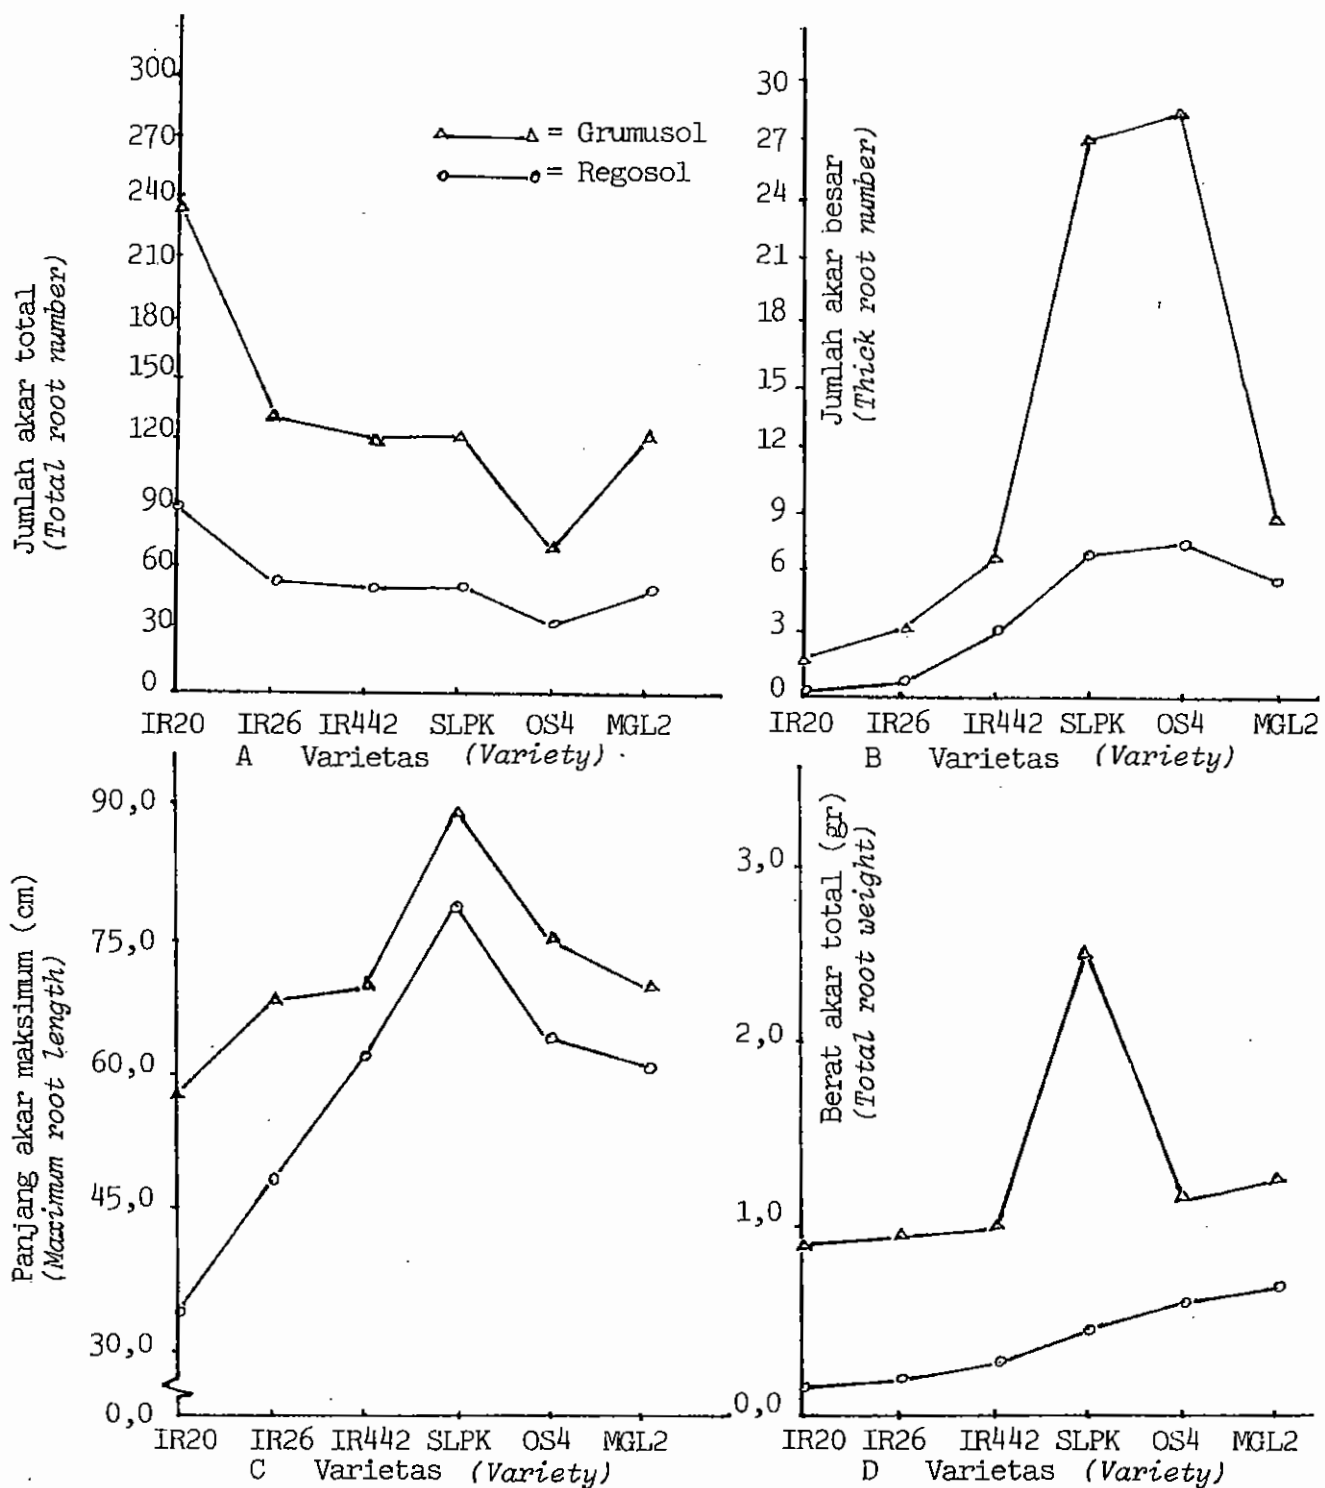 Jumlah akar total
(Total root number)
300
270
240
210
180
150
120
90
60
30
0
= Grumusol
= Regosol
IR20 IR26 IR442 SLPK OS4 MGL2
A Varietas (Variety)
Jumlah akar besar
(Thick root number)
30
27
24
21
18
15
12
9
6
3
0
IR20 IR26 IR442 SLPK OS4 MGL2
B Varietas (Variety)
Panjang akar maksimum (cm)
(Maximum root length)
90,0
75,0
60,0
45,0
30,0
0,0
IR20 IR26 IR442 SLPK OS4 MGL2
C Varietas (Variety)
Berat akar total (gr)
(Total root weight)
3,0
2,0
1,0
0,0
IR20 IR26 IR442 SLPK OS4 MGL2
D Varietas (Variety)